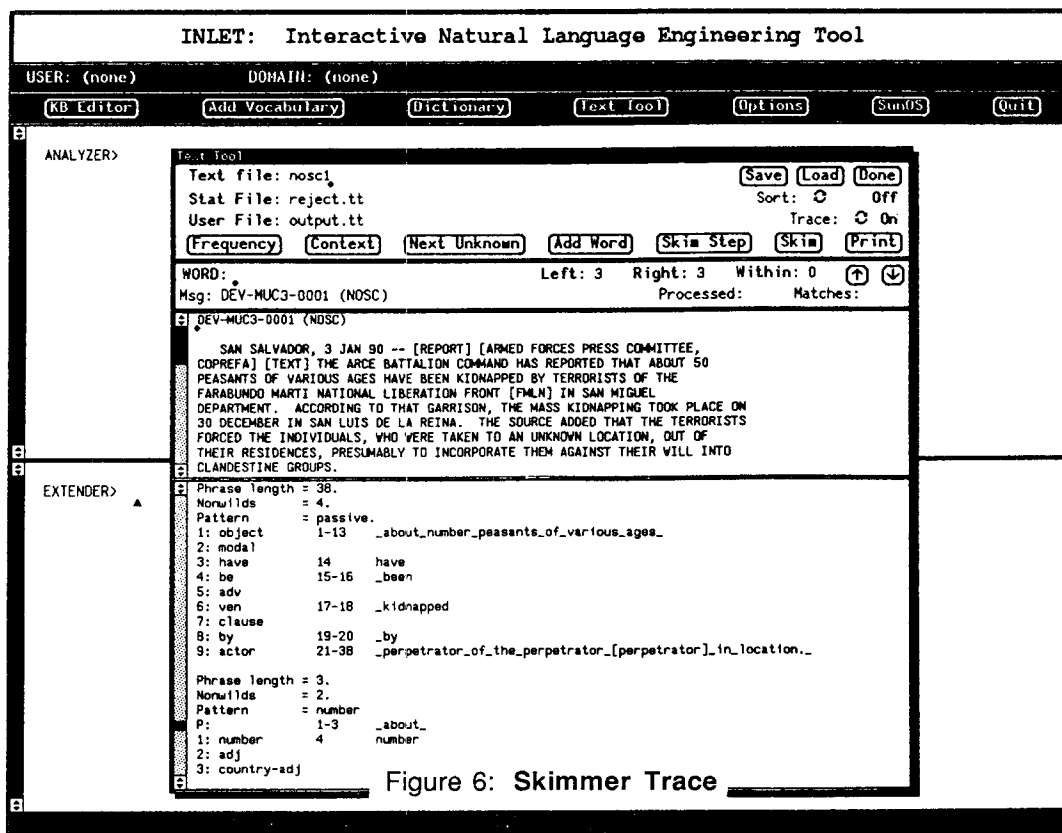 INLET: Interactive Natural Language Engineering Tool
USER: (none) DOMAIN: (none)
KB Editor Add Vocabulary Dictionary Text Tool Options SunOS Quit
ANALYZER>
Text Tool
Text file: nosc1 Save Load Done
Stat File: reject.tt Sort: Off
User File: output.tt Trace: On
Frequency Context Next Unknown Add Word Skim Step Skim Print
WORD: Left: 3 Right: 3 Within: 0
Msg: DEV-MUC3-0001 (NOSC) Processed: Matches:
DEV-MUC3-0001 (NOSC)
SAN SALVADOR, 3 JAN 90 -- [REPORT] [ARMED FORCES PRESS COMMITTEE,
COPREFA] [TEXT] THE ARCE BATTALION COMMAND HAS REPORTED THAT ABOUT 50
PEASANTS OF VARIOUS AGES HAVE BEEN KIDNAPPED BY TERRORISTS OF THE
FARABUNDO MARTI NATIONAL LIBERATION FRONT [FMLN] IN SAN MIGUEL
DEPARTMENT. ACCORDING TO THAT GARRISON, THE MASS KIDNAPPING TOOK PLACE ON
30 DECEMBER IN SAN LUIS DE LA REINA. THE SOURCE ADDED THAT THE TERRORISTS
FORCED THE INDIVIDUALS, WHO WERE TAKEN TO AN UNKNOWN LOCATION, OUT OF
THEIR RESIDENCES, PRESUMABLY TO INCORPORATE THEM AGAINST THEIR WILL INTO
CLANDESTINE GROUPS.
EXTENDER>
Phrase length = 38.
Nonwilds = 4.
Pattern = passive.
1: object 1-13 _about_number_peasants_of_various_ages_
2: modal
3: have 14 have
4: be 15-16 _been
5: adv
6: ven 17-18 _kidnapped
7: clause
8: by 19-20 _by
9: actor 21-38 _perpetrator_of_the_perpetrator_[perpetrator]_in_location._
Phrase length = 3.
Nonwilds = 2.
Pattern = number
P: 1-3 _about_
1: number 4 number
2: adj
3: country-adj
Figure 6: Skimmer Trace